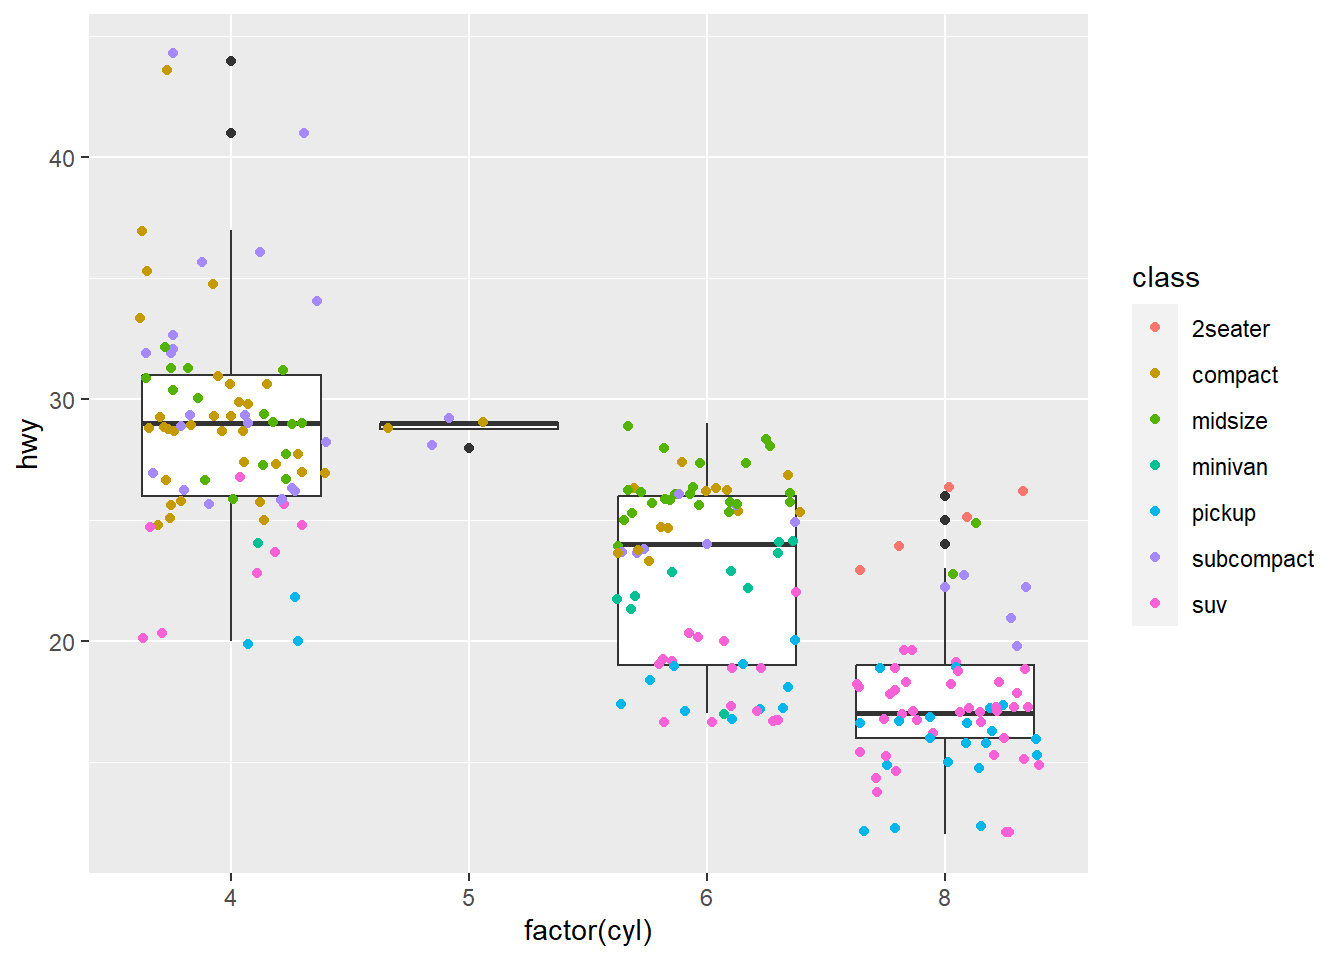 hwy
40
30
20
4
5
6
8
factor(cyl)
class
2seater
compact
midsize
minivan
pickup
subcompact
suv